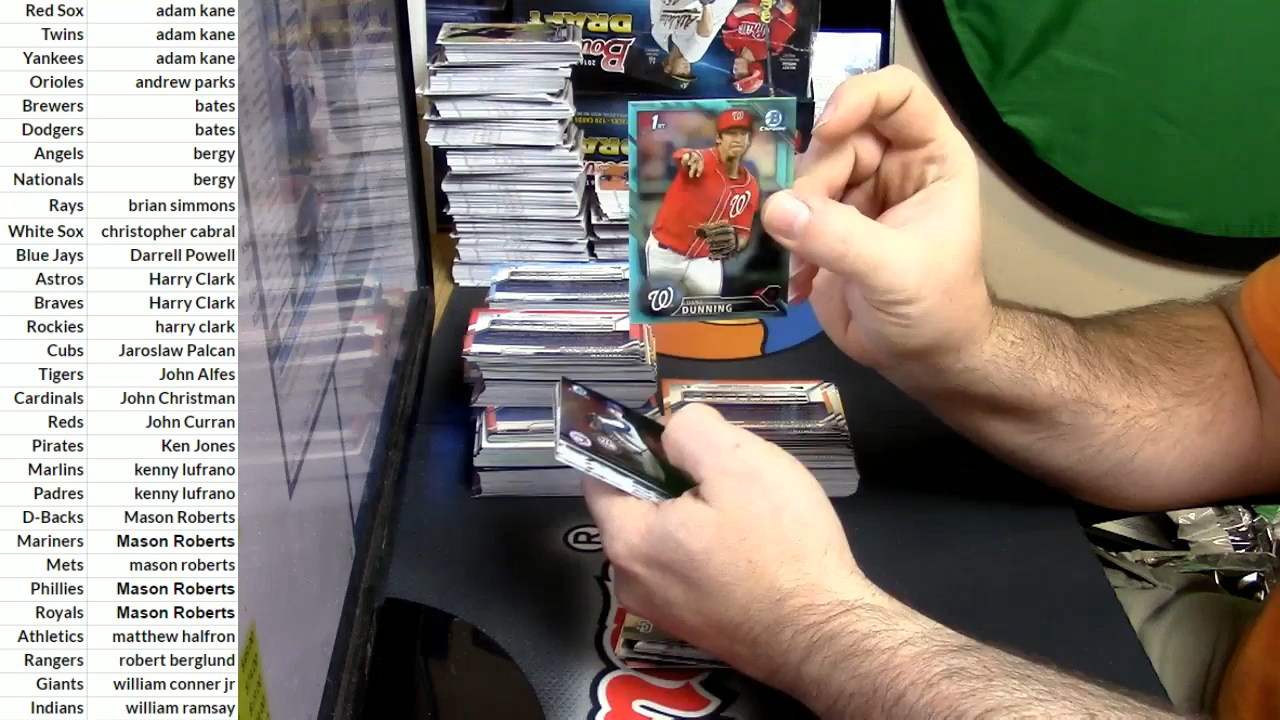 Red Sox adam kane
Twins adam kane
Yankees adam kane
Orioles andrew parks
Brewers bates
Dodgers bates
Angels bergy
Nationals bergy
Rays brian simmons
White Sox christopher cabral
Blue Jays Darrell Powell
Astros Harry Clark
Braves Harry Clark
Rockies harry clark
Cubs Jaroslaw Palcan
Tigers John Alfes
Cardinals John Christman
Reds John Curran
Pirates Ken Jones
Marlins kenny lufrano
Padres kenny lufrano
D-Backs Mason Roberts
Mariners Mason Roberts
Mets mason roberts
Phillies Mason Roberts
Royals Mason Roberts
Athletics matthew halfron
Rangers robert berglund
Giants william conner jr
Indians william ramsay
Bowman
DRAFT
1ST
B
Chrome
W
W
W
DUNNING
®